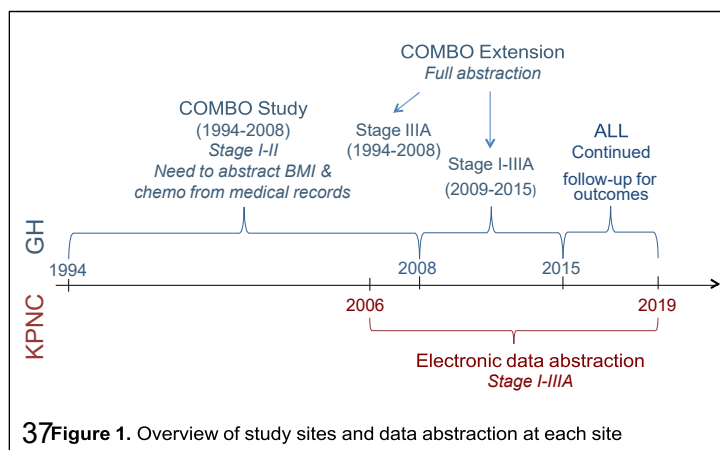 COMBO Extension
Full abstraction
COMBO Study
(1994-2008)
Stage I-II
Need to abstract BMI &
chemo from medical records
Stage IIIA
(1994-2008)
Stage I-IIIA
(2009-2015)
ALL
Continued
follow-up for
outcomes
GH
1994
2008
2015
KPNC
2006
2019
Electronic data abstraction
Stage I-IIIA
37Figure 1. Overview of study sites and data abstraction at each site